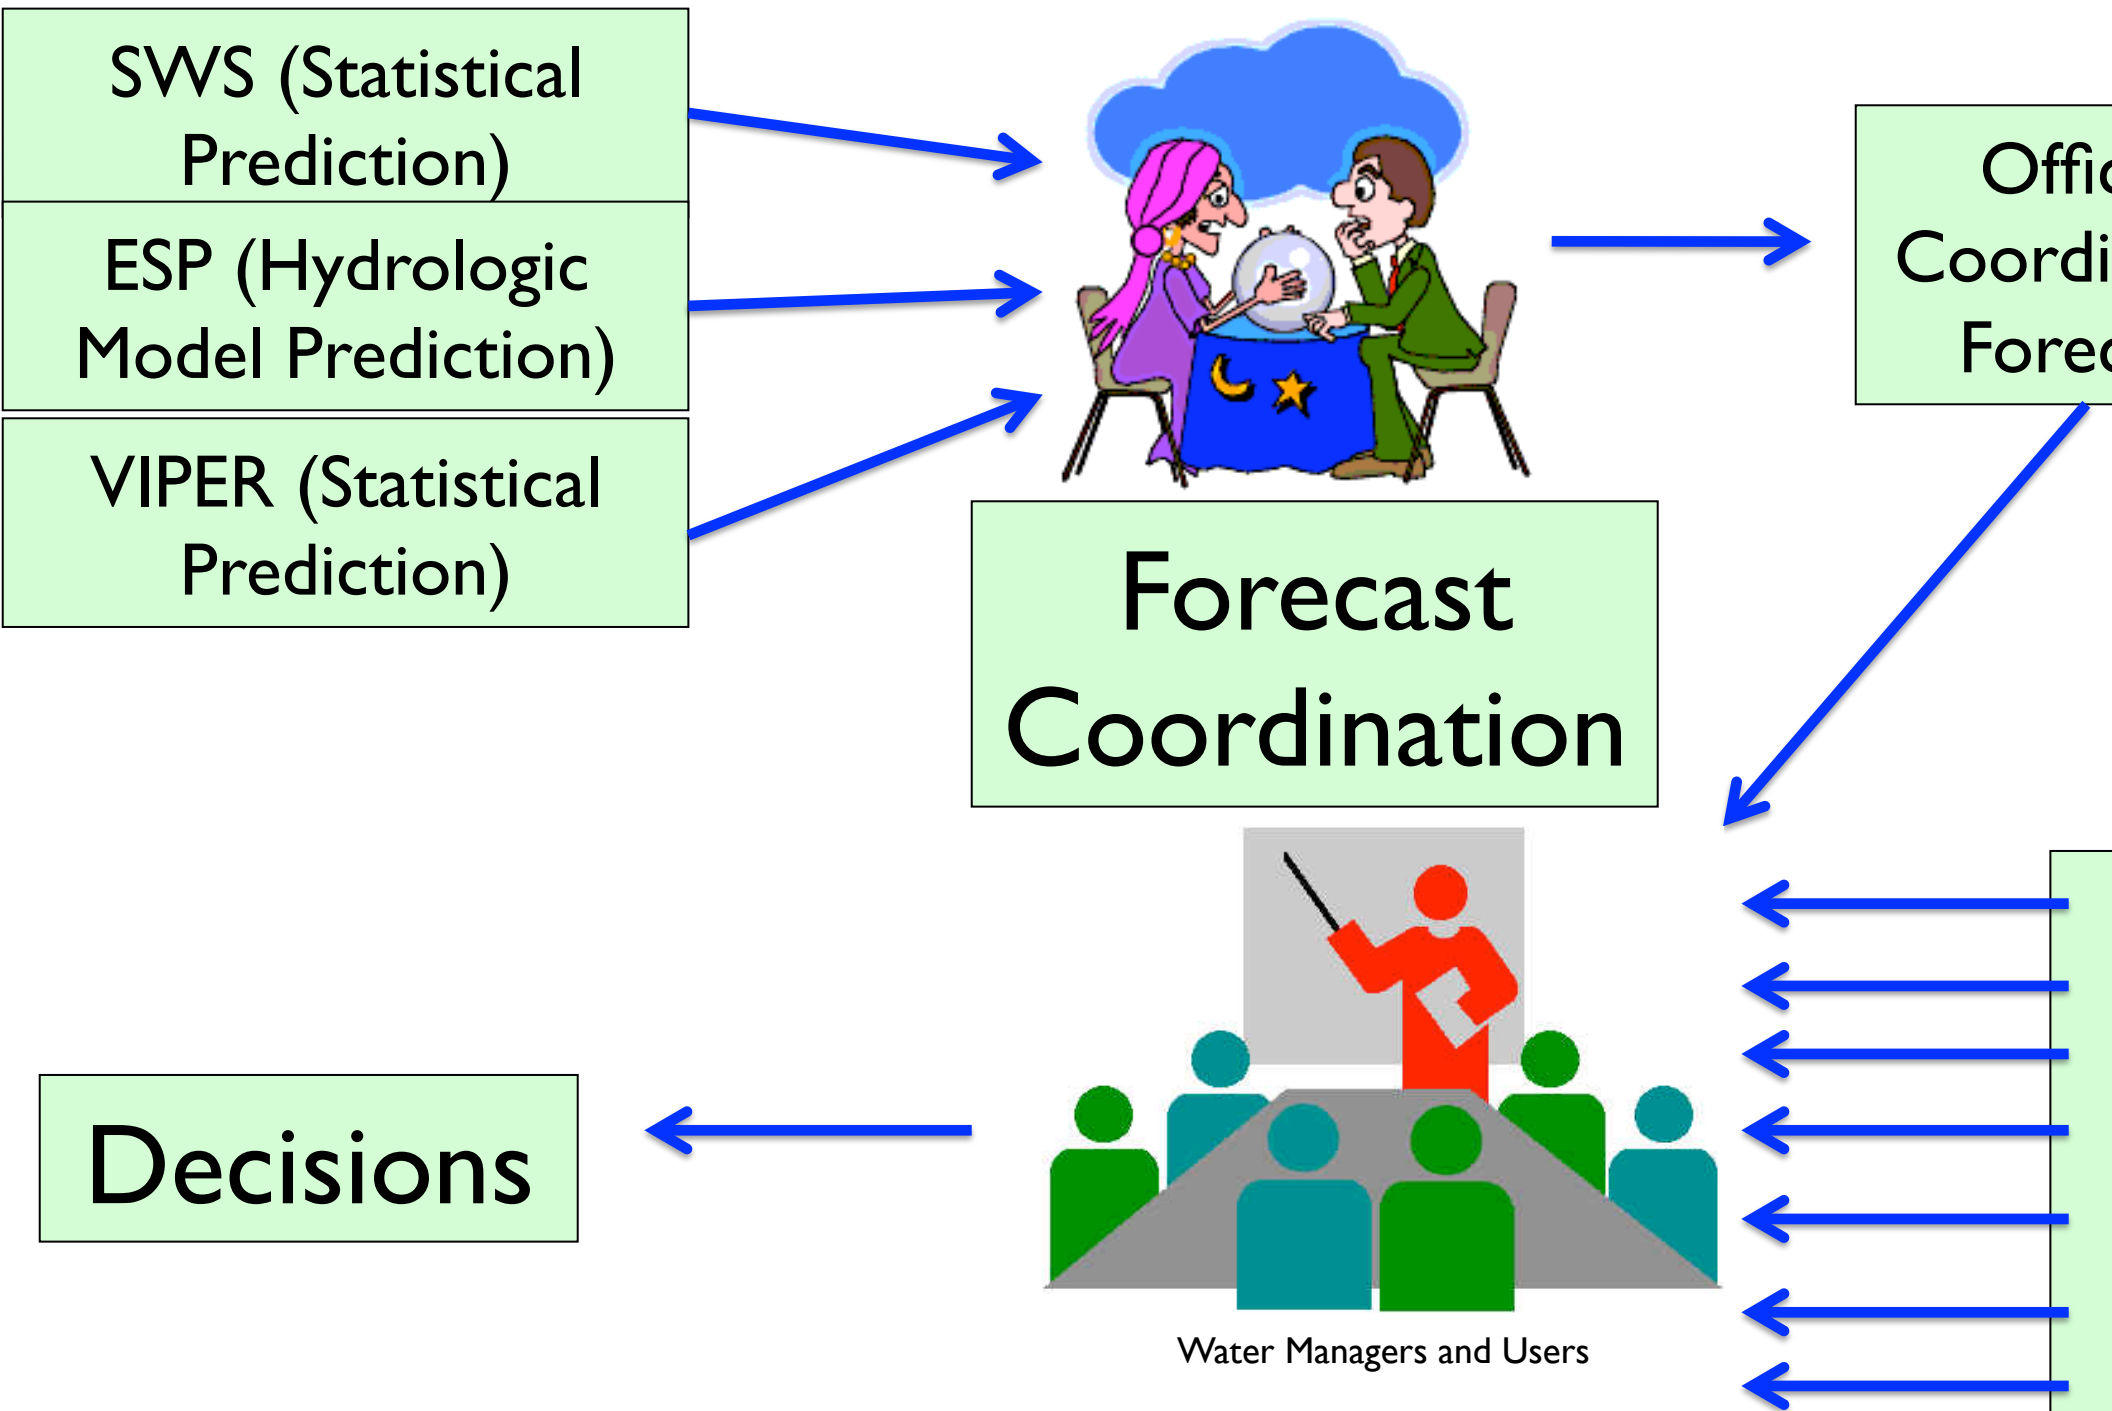 SWS (Statistical
Prediction)
ESP (Hydrologic
Model Prediction)
VIPER (Statistical
Prediction)
Forecast
Coordination
Decisions
Water Managers and Users